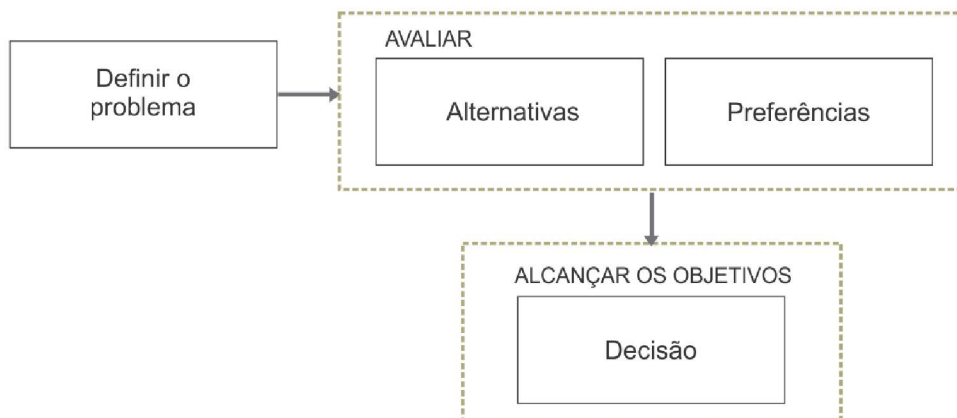 Definir o
problema
AVALIAR
Alternativas
Preferências
ALCANÇAR OS OBJETIVOS
Decisão